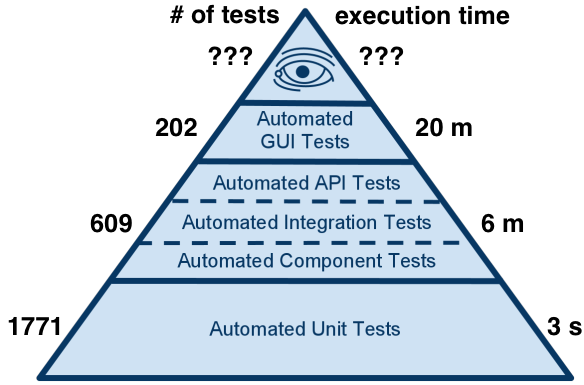 # of tests
execution time
???
???
202
Automated
GUI Tests
20 m
Automated API Tests
609
Automated Integration Tests
6 m
Automated Component Tests
1771
Automated Unit Tests
3 s